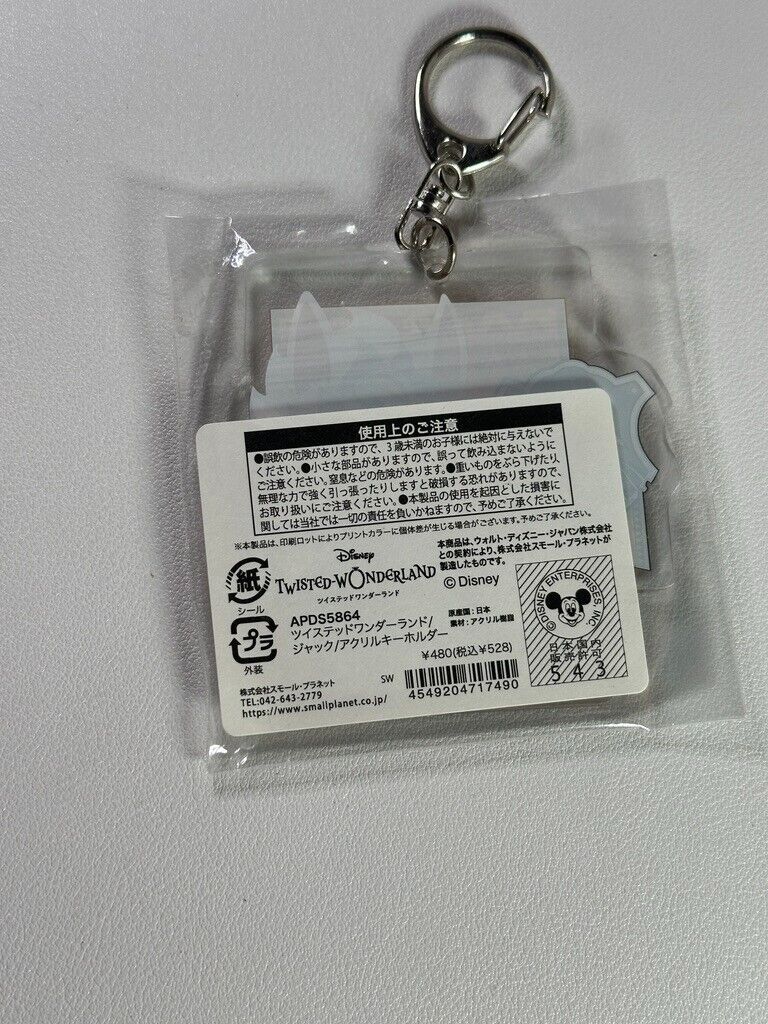 使用上のご注意
●誤飲の危険がありますので、3歳未満のお子様には絶対に与えないで
ください。●小さな部品がありますので、誤って飲み込まないように
ご注意ください。窒息などの危険があります。●重いものをぶら下げたり、
無理な力で強く引っ張ったりしますと破損する恐れがありますので、
お取り扱いにご注意ください。●本製品の使用を起因とした損害に
関しては当社では一切の責任を負いかねますので、予めご了承ください。
※本製品は、印刷ロットによりプリントカラーに個体差が生じる場合がございます。予めご了承ください。
紙
シール
Disney
TWISTED-WONDERLAND
ツイステッドワンダーランド
本商品は、ウォルト・ディズニー・ジャパン株式会社
との契約により、株式会社スモール・プラネットが
製造したものです。
©Disney
プラ
外装
APDS5864
ツイステッドワンダーランド/
ジャック/アクリルキーホルダー
原産国:日本
素材:アクリル樹脂
¥480(税込¥528)
©DISNEY ENTERPRISES, INC.
日本国内
販売許可
543
SW
4549204717490
株式会社スモール・プラネット
TEL:042-643-2779
https://www.smallplanet.co.jp/